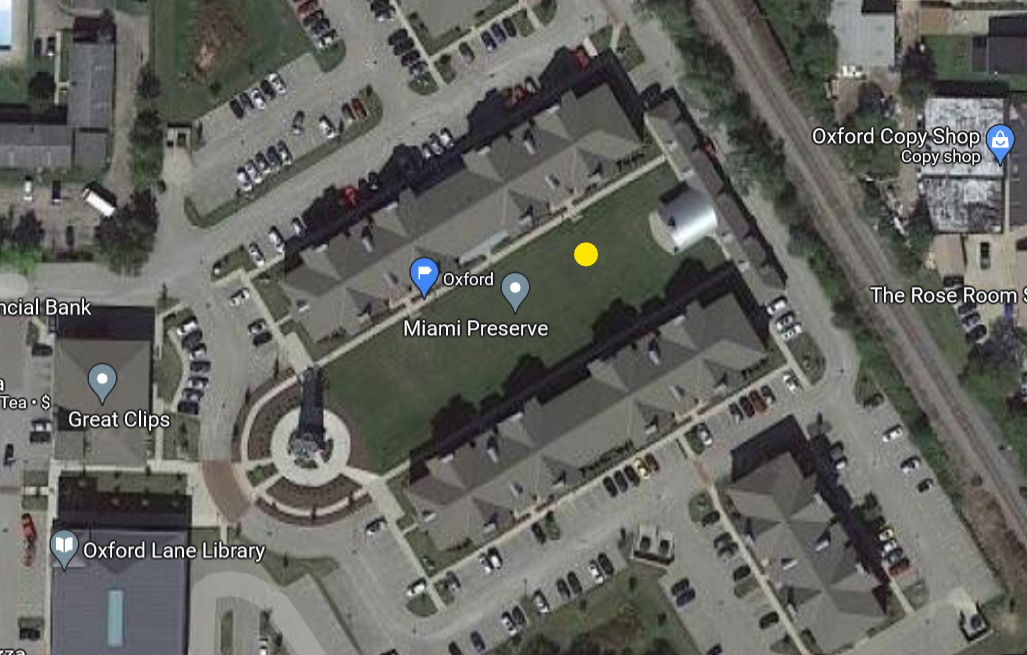 Oxford Copy Shop
Copy shop
Oxford
Miami Preserve
The Rose Room S
ncial Bank
a
Tea • $
Great Clips
Oxford Lane Library
zza